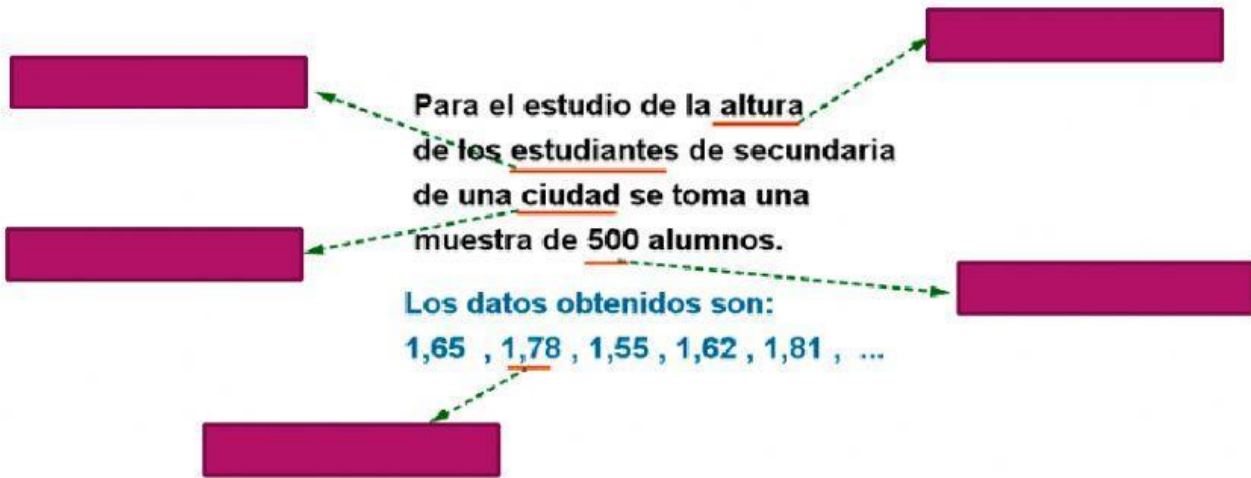 Para el estudio de la altura
de los estudiantes de secundaria
de una ciudad se toma una
muestra de 500 alumnos.
Los datos obtenidos son:
1,65 , 1,78 , 1,55 , 1,62 , 1,81 , ...